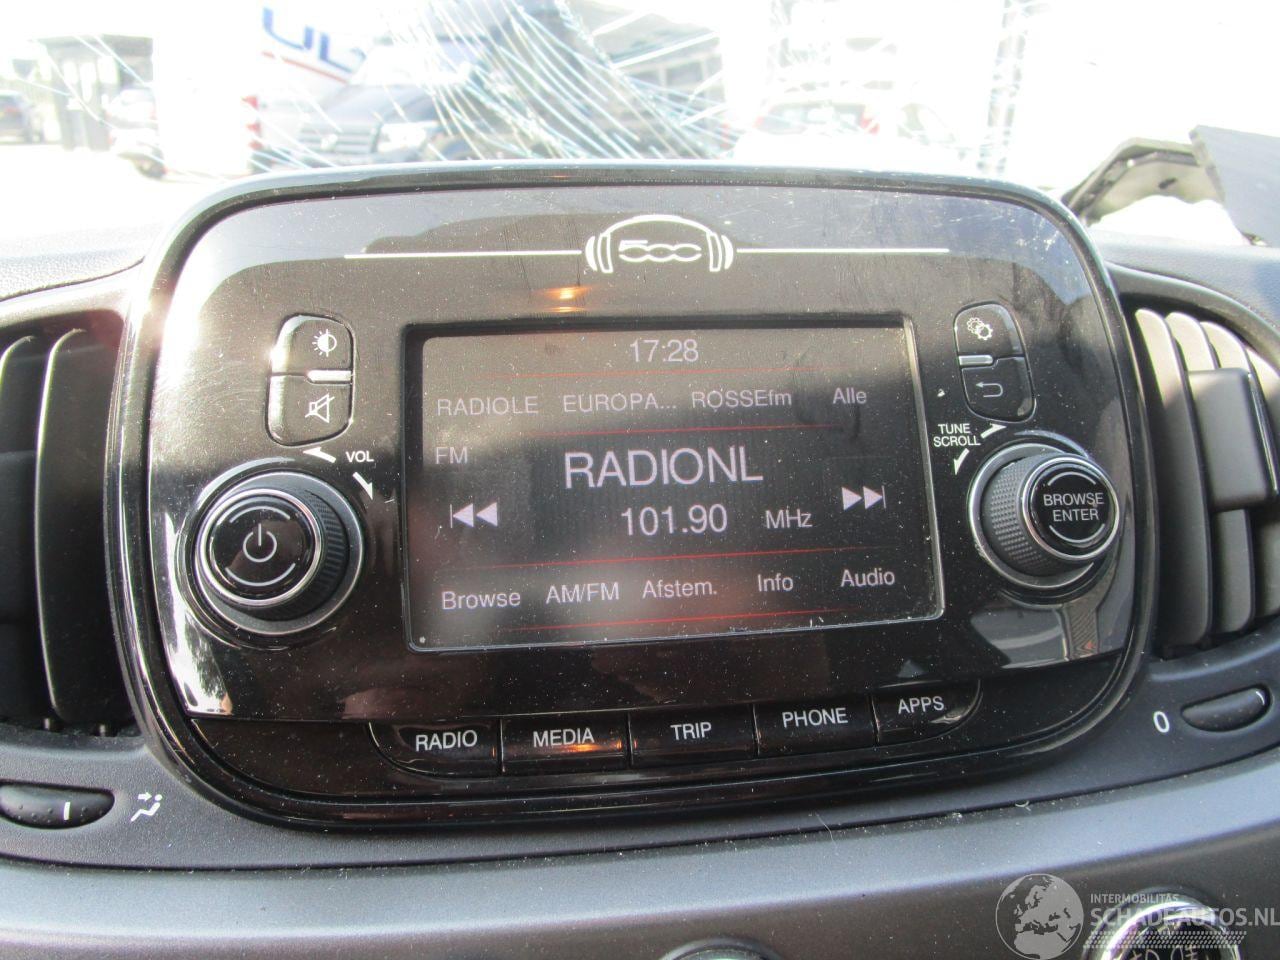 500
17:28
RADIOLE EUROPA... ROSSEfm Alle
FM
RADIONL
101.90 MHz
Browse AM/FM Afstem. Info Audio
VOL
TUNE
SCROLL
BROWSE
ENTER
RADIO MEDIA TRIP PHONE APPS
0
INTERMOBILITAS
SCHADEAUTOS.NL